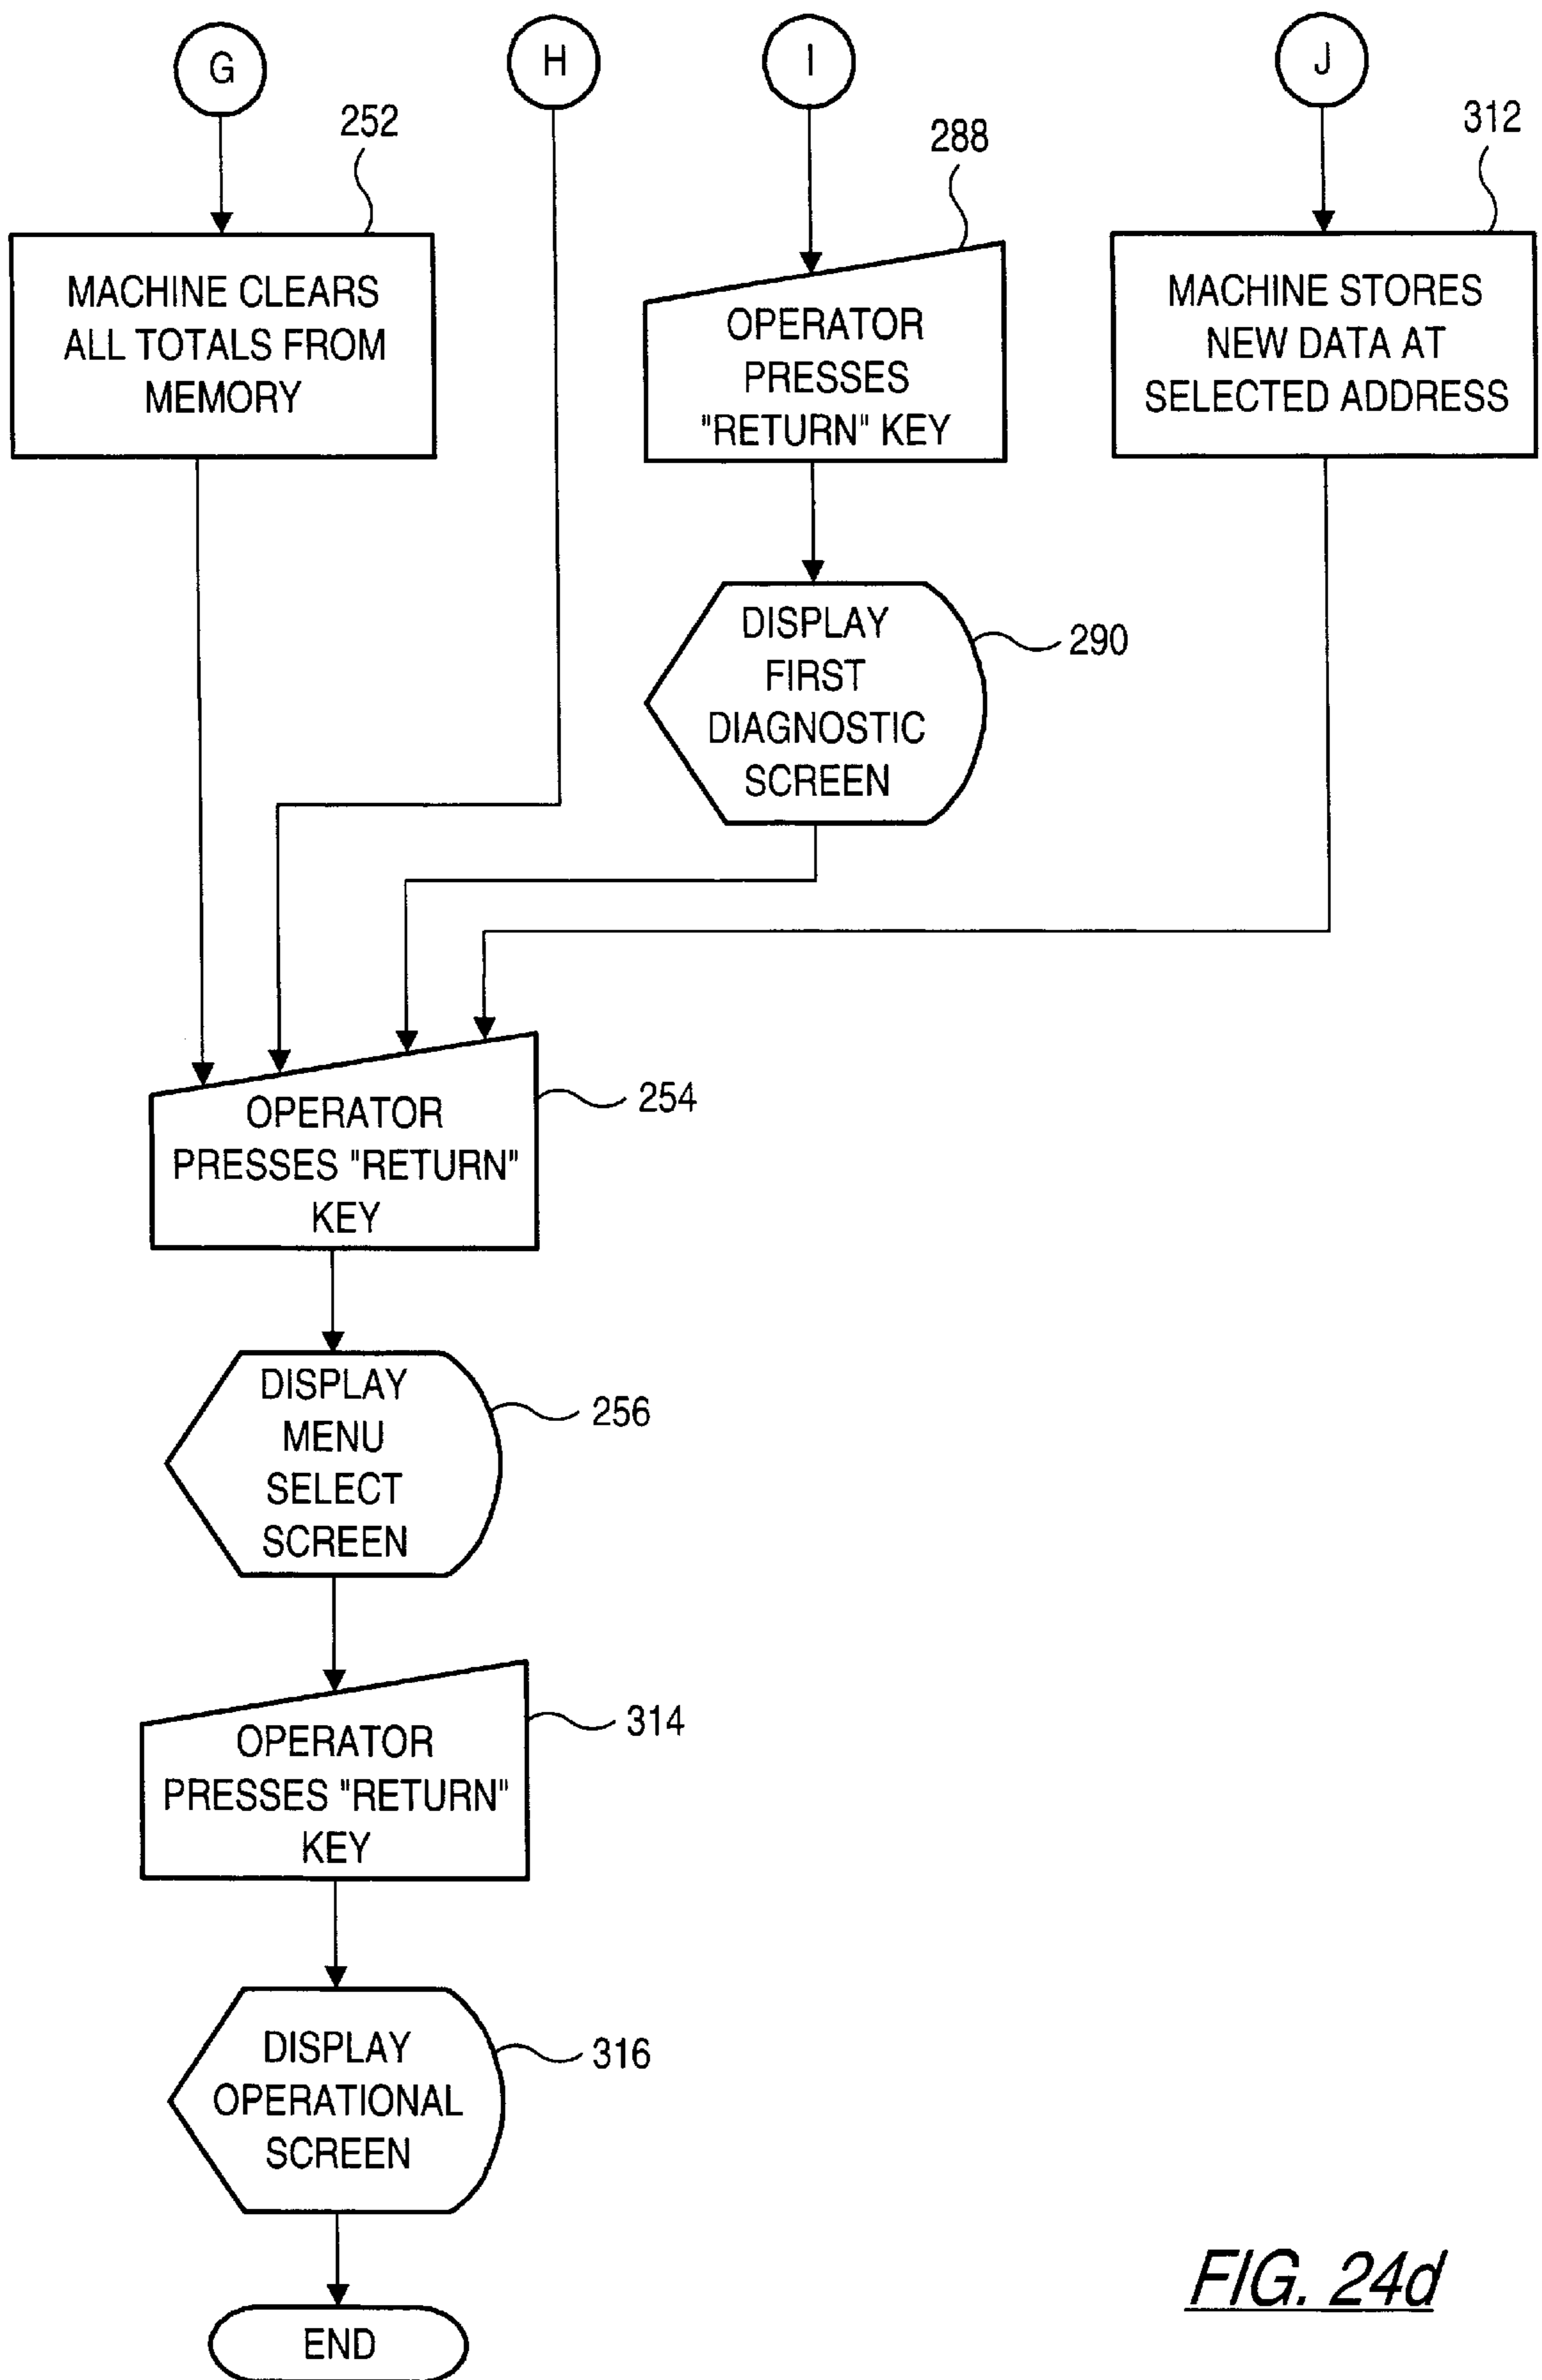 G
H
I
J
252
288
312
MACHINE CLEARS
ALL TOTALS FROM
MEMORY
OPERATOR
PRESSES
"RETURN" KEY
MACHINE STORES
NEW DATA AT
SELECTED ADDRESS
DISPLAY
FIRST
DIAGNOSTIC
SCREEN
290
OPERATOR
PRESSES "RETURN"
KEY
254
DISPLAY
MENU
SELECT
SCREEN
256
OPERATOR
PRESSES "RETURN"
KEY
314
DISPLAY
OPERATIONAL
SCREEN
316
END
FIG. 24d